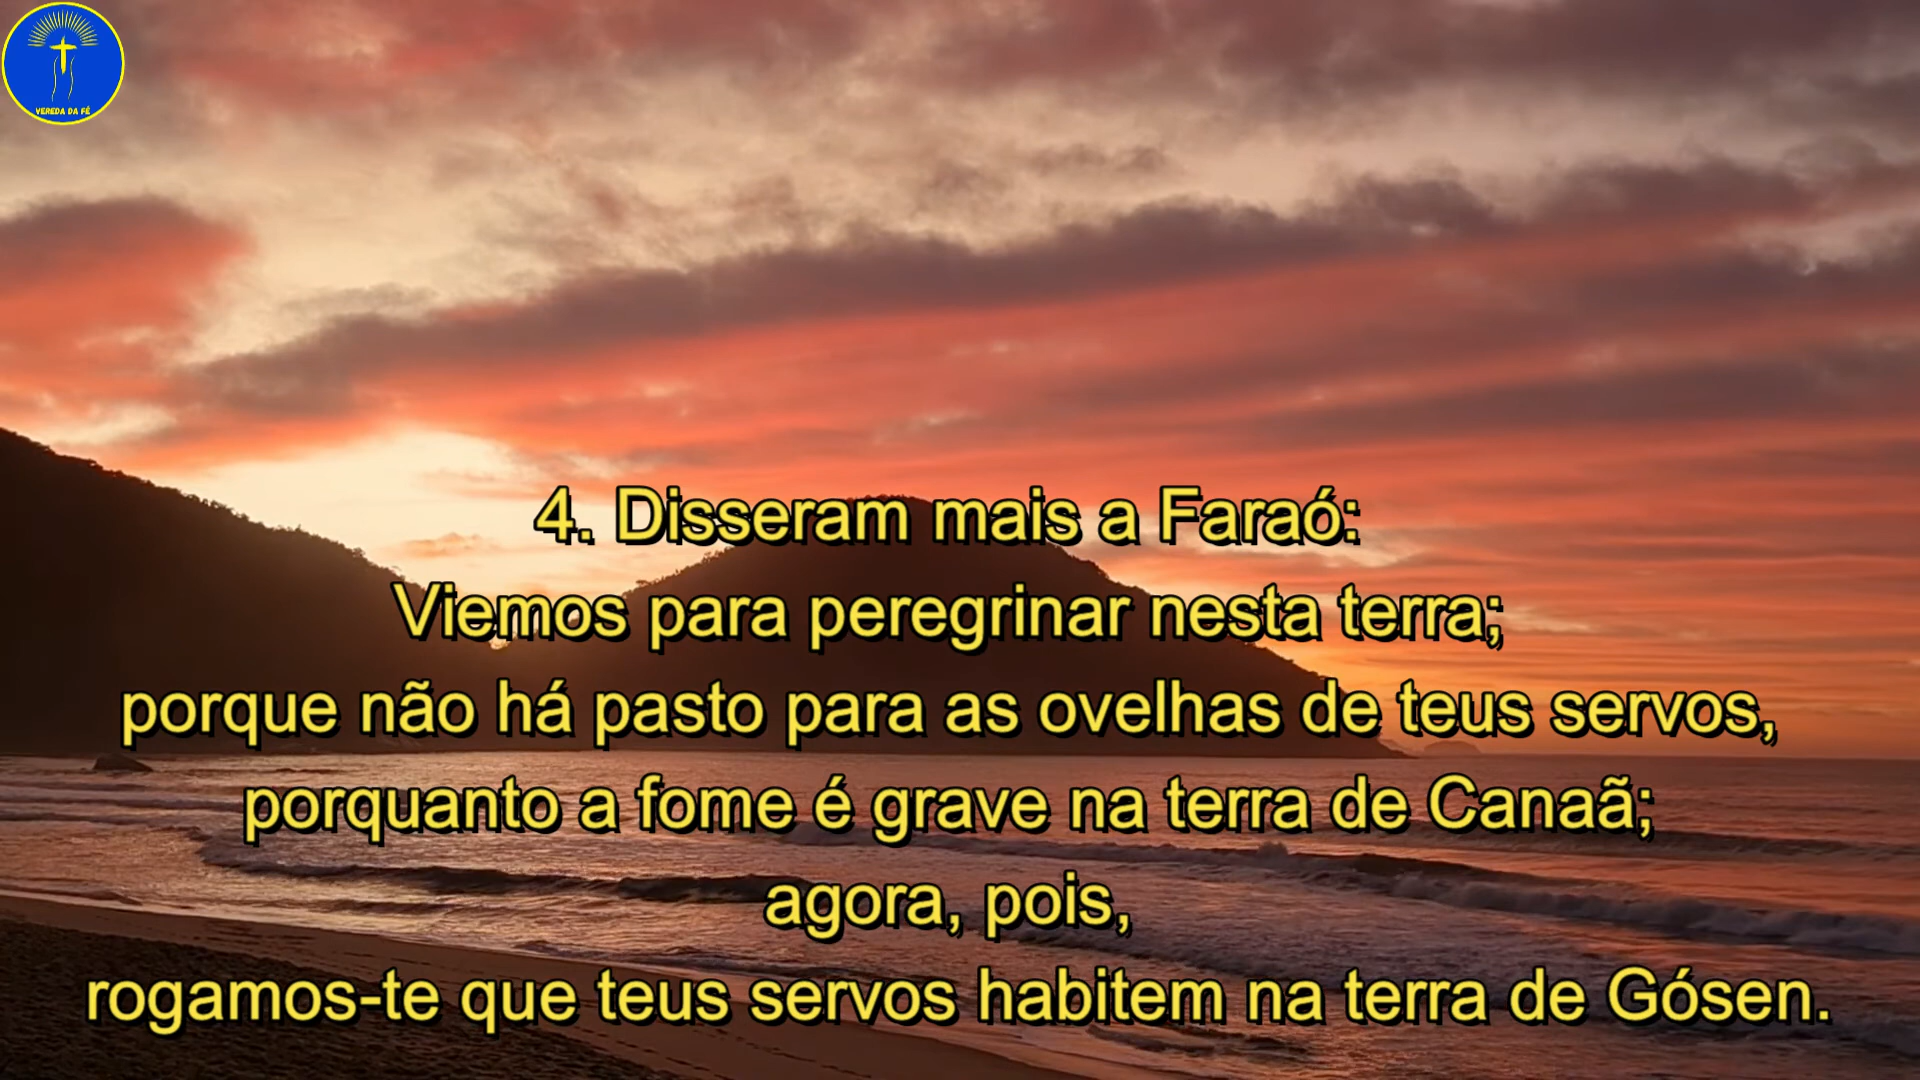 VEREDA DA FÉ
4. Disseram mais a Faraó:
Viemos para peregrinar nesta terra;
porque não há pasto para as ovelhas de teus servos,
porquanto a fome é grave na terra de Canaã;
agora, pois,
rogamos-te que teus servos habitem na terra de Gósen.